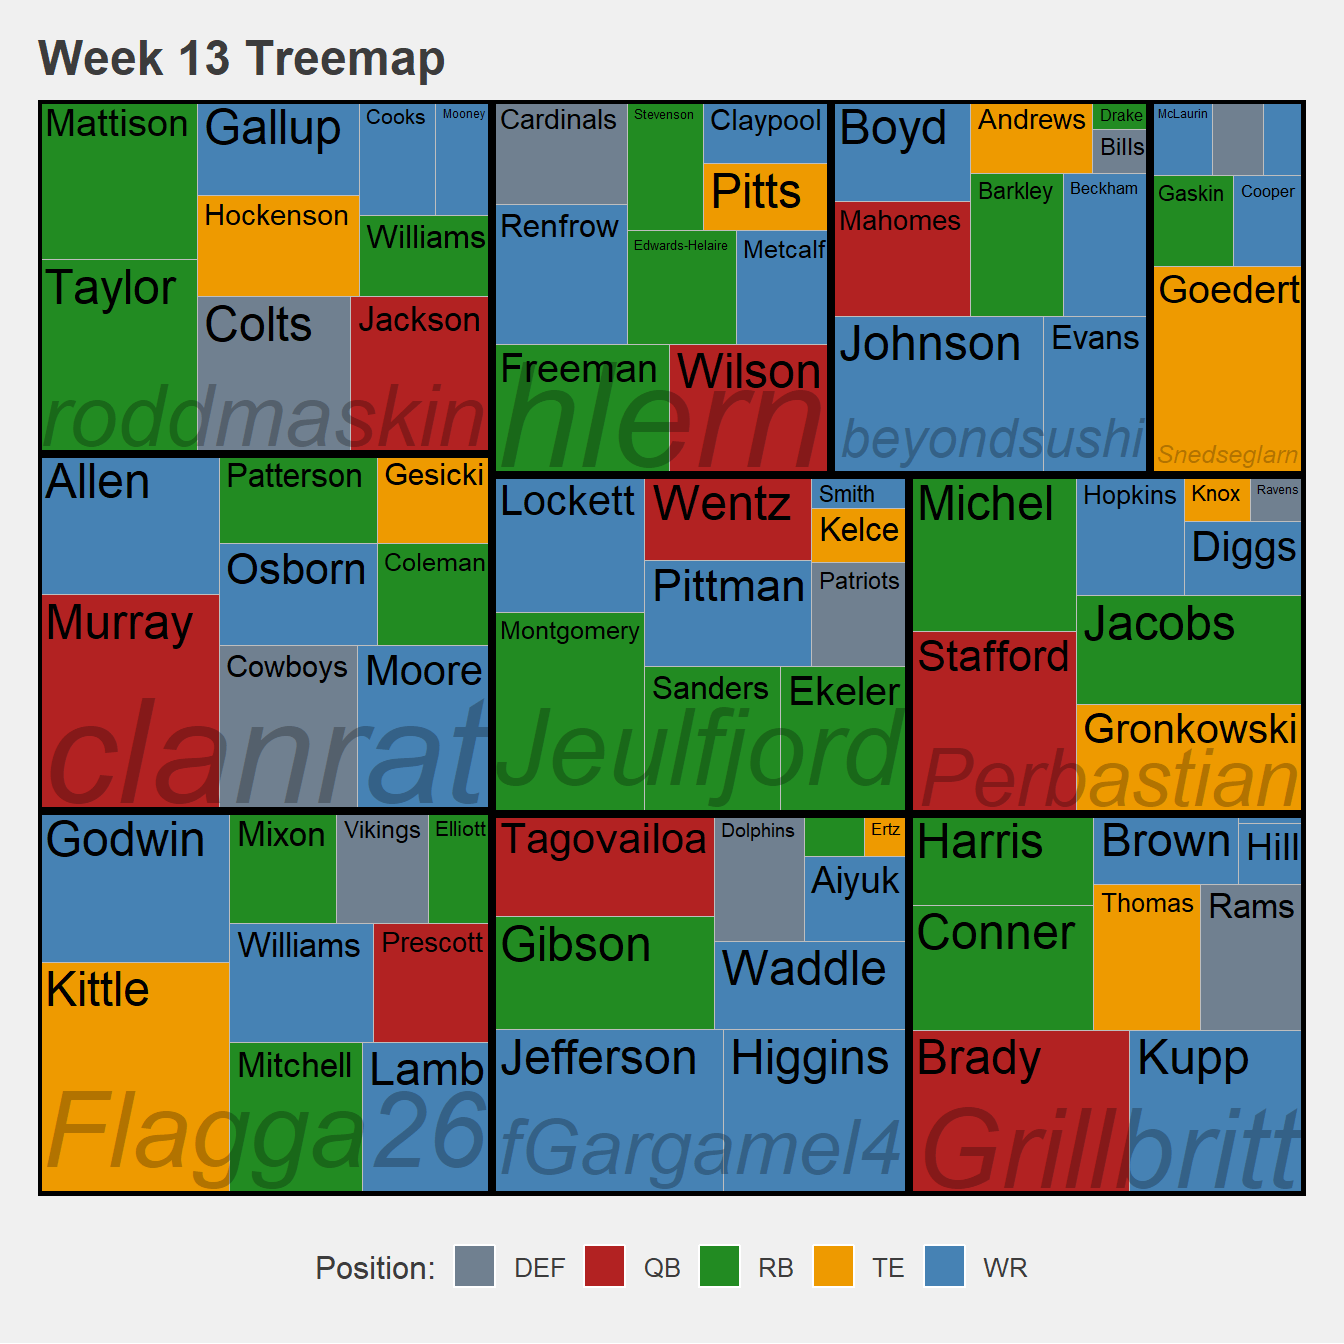 Week 13 Treemap
Mattison
Gallup
Cooks
Mooney
Hockenson
Williams
Taylor
Colts
Jackson
roddmaskin
Cardinals
Stevenson
Claypool
Pitts
Renfrow
Edwards-Helaire
Metcalf
Freeman
Wilson
hlern
Boyd
Andrews
Drake
Bills
Mahomes
Barkley
Beckham
Johnson
Evans
beyondsushi
McLaurin
Gaskin
Cooper
Goedert
Snedseglarn
Allen
Patterson
Gesicki
Osborn
Coleman
Murray
Cowboys
Moore
clanrat
Lockett
Wentz
Smith
Kelce
Pittman
Patriots
Montgomery
Sanders
Ekeler
Jeulfjord
Michel
Hopkins
Knox
Ravens
Diggs
Jacobs
Stafford
Gronkowski
Perbastian
Godwin
Mixon
Vikings
Elliott
Williams
Prescott
Kittle
Mitchell
Lamb
Flagga26
Tagovailoa
Dolphins
Ertz
Aiyuk
Gibson
Waddle
Jefferson
Higgins
fGargamel4
Harris
Brown
Hill
Thomas
Rams
Conner
Brady
Kupp
Grillbritt
Position: DEF QB RB TE WR